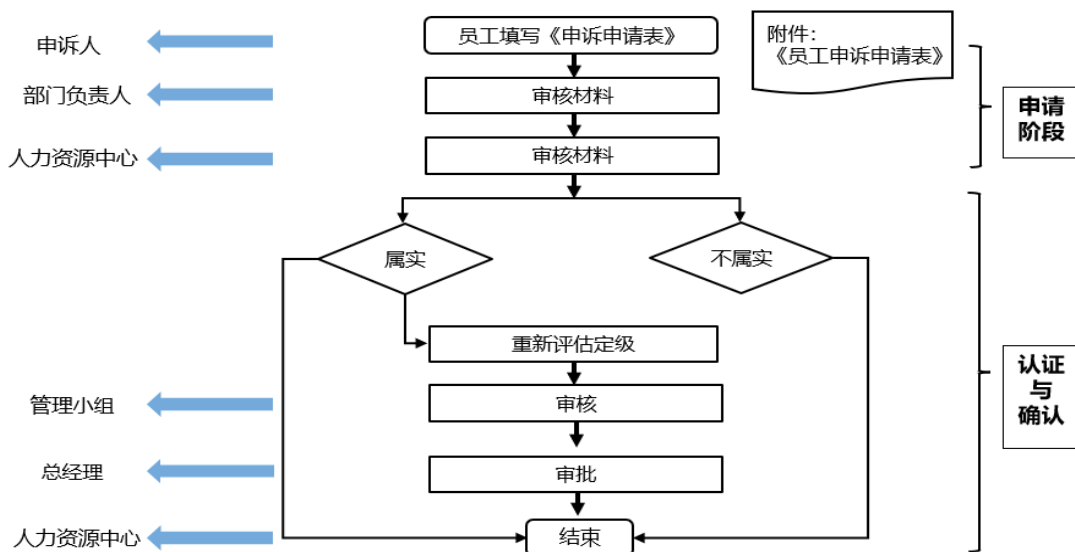 申诉人
员工填写《申诉申请表》
附件：
《员工申诉申请表》
部门负责人
审核材料
申请
阶段
人力资源中心
审核材料
属实
不属实
重新评估定级
认证
与
确认
管理小组
审核
总经理
审批
人力资源中心
结束